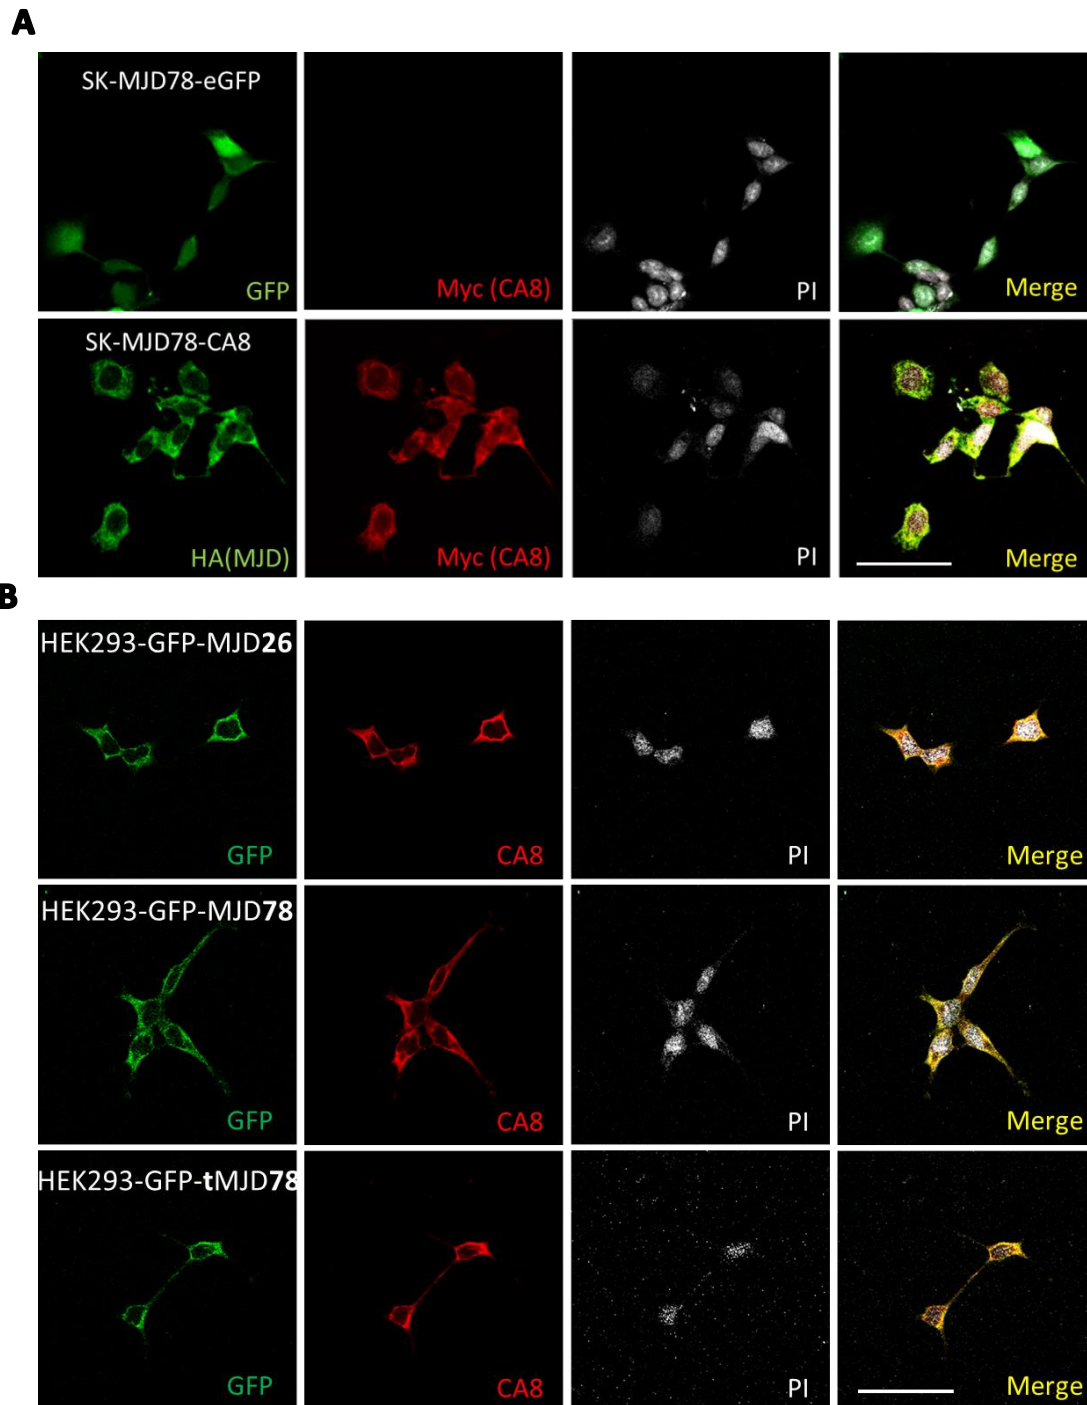 A
SK-MJD78-eGFP
GFP
Myc (CA8)
PI
Merge
SK-MJD78-CA8
HA(MJD)
Myc (CA8)
PI
Merge
B
HEK293-GFP-MJD26
GFP
CA8
PI
Merge
HEK293-GFP-MJD78
GFP
CA8
PI
Merge
HEK293-GFP-tMJD78
GFP
CA8
PI
Merge